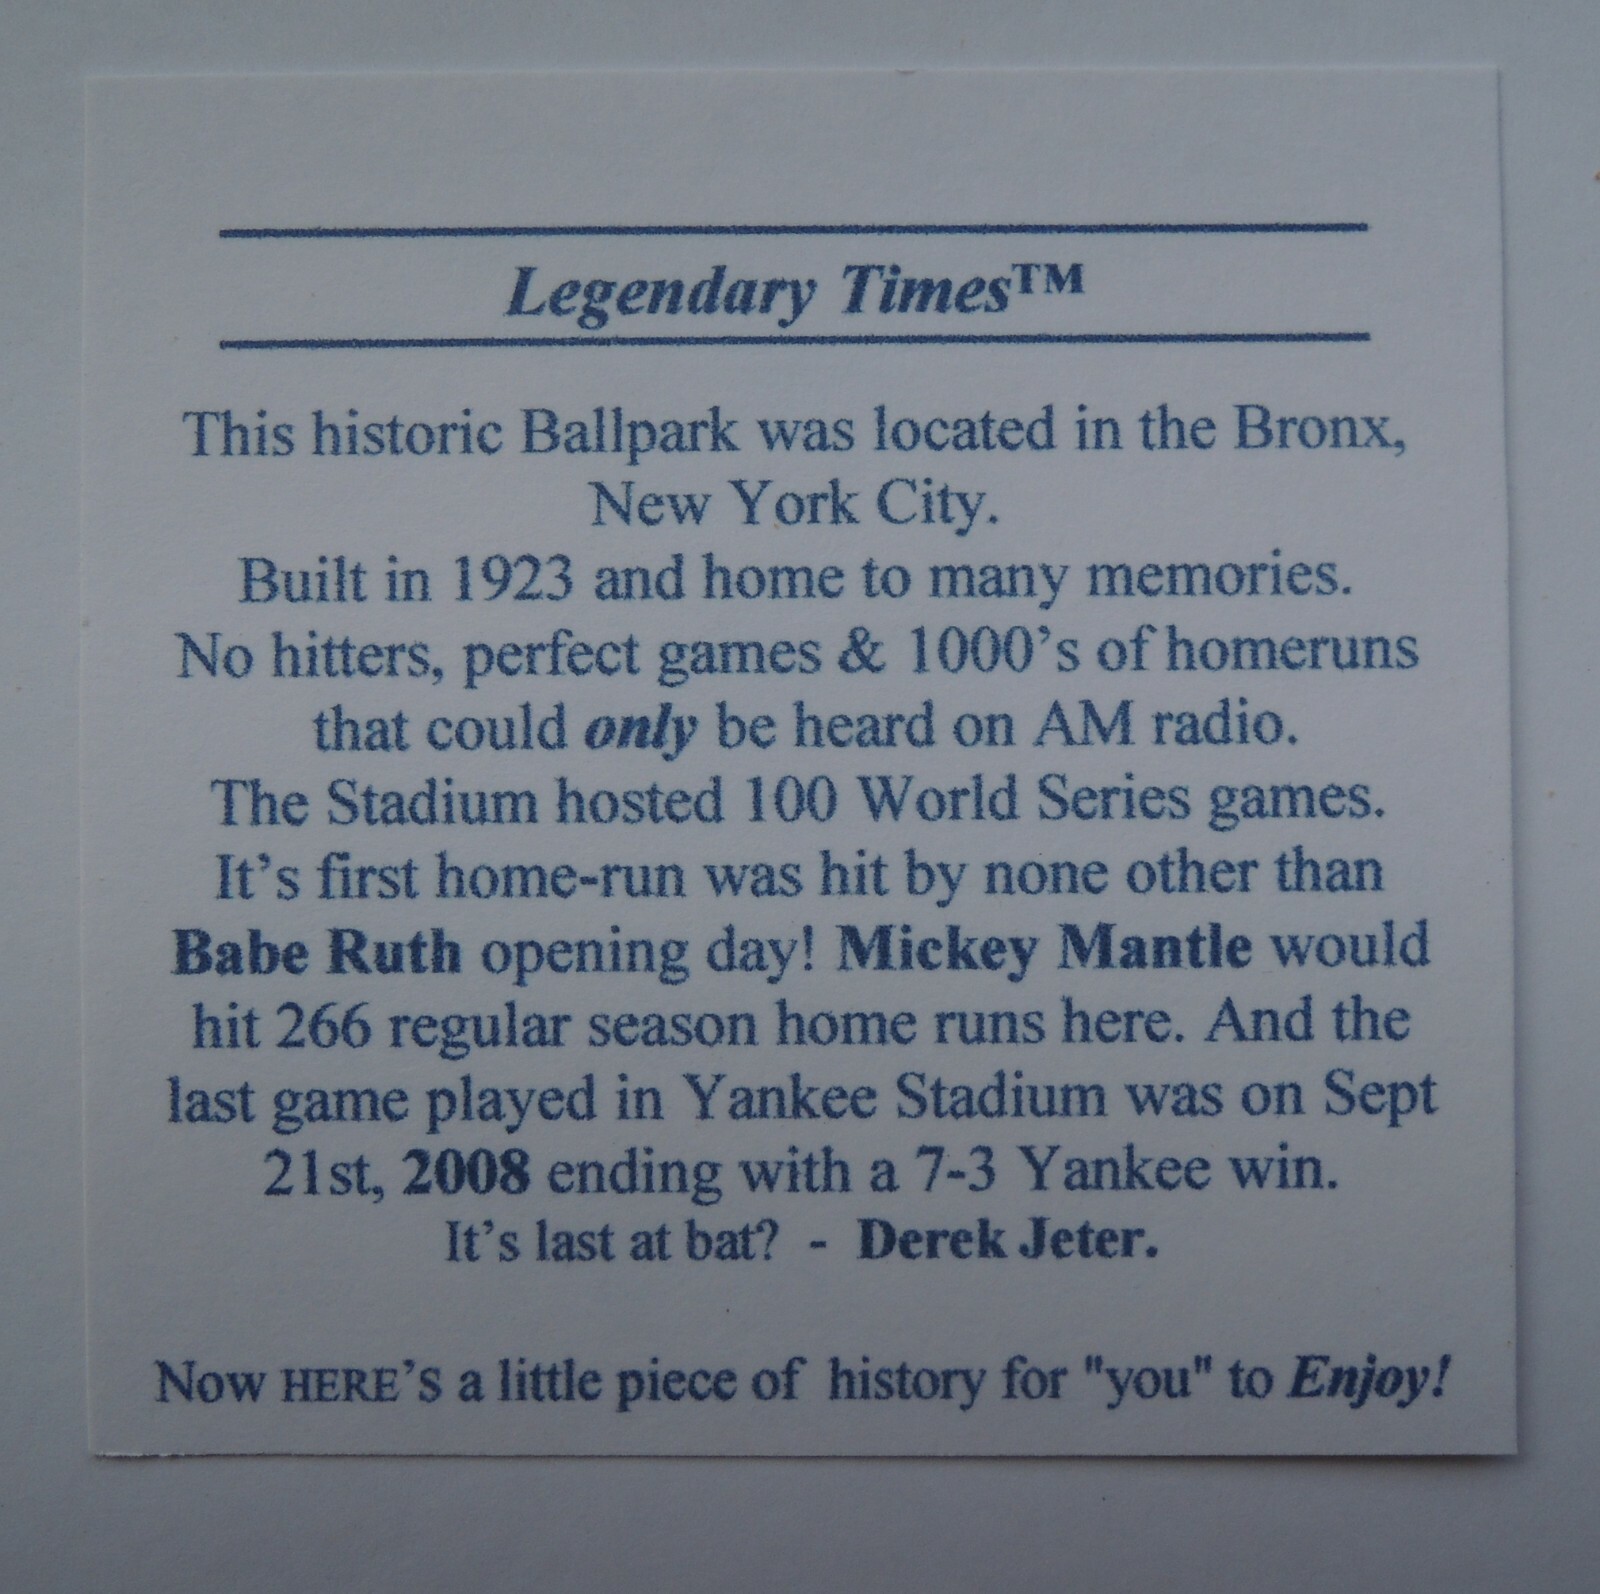 Legendary Times™
This historic Ballpark was located in the Bronx,
New York City.
Built in 1923 and home to many memories.
No hitters, perfect games & 1000’s of homeruns
that could only be heard on AM radio.
The Stadium hosted 100 World Series games.
It’s first home-run was hit by none other than
Babe Ruth opening day! Mickey Mantle would
hit 266 regular season home runs here. And the
last game played in Yankee Stadium was on Sept
21st, 2008 ending with a 7-3 Yankee win.
It’s last at bat? - Derek Jeter.
Now HERE’S a little piece of history for "you" to Enjoy!